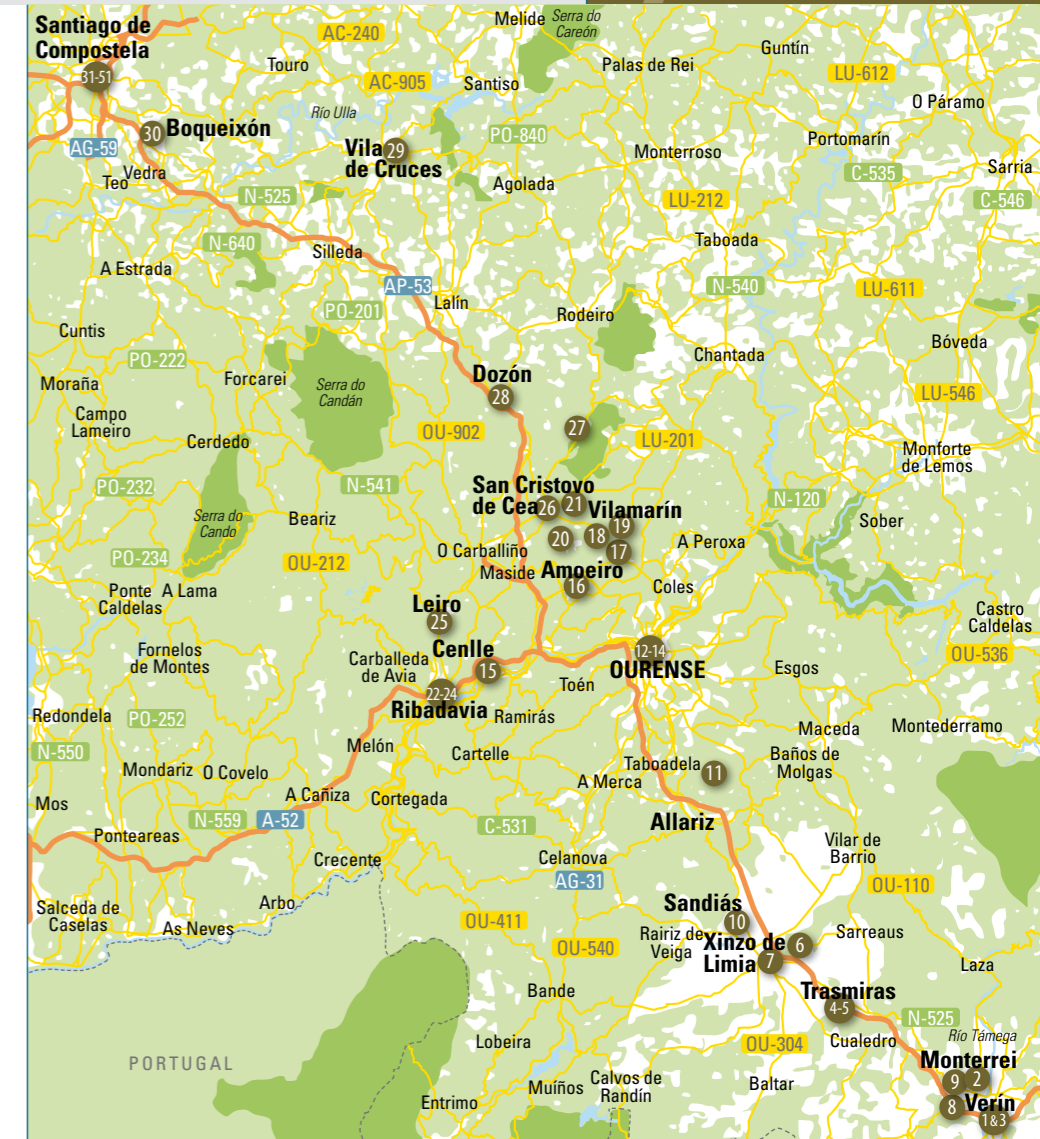 Santiago de
Compostela
31-51
AC-240
Melide
Serra do
Careón
Guntín
Touro
AC-905
Santiso
Palas de Rei
LU-612
O Páramo
Río Ulla
30
Boqueixón
AG-59
Vila
29
de Cruces
PO-840
Monterroso
Portomarín
C-535
Sarria
Vedra
Teo
N-525
Agolada
LU-212
C-546
N-640
Silleda
Taboada
A Estrada
AP-53
Lalín
N-540
LU-611
PO-201
Rodeiro
Cuntis
PO-222
Chantada
Bóveda
Moraña
Forcarei
Serra do
Candán
Dozón
28
LU-546
Campo
Lameiro
Cerdedo
OU-902
27
LU-201
Monforte
de Lemos
PO-232
N-541
San Cristovo
de Cea
26
21
Vilamarín
N-120
Serra do
Cando
Beariz
20
18
19
17
Sober
PO-234
OU-212
O Carballiño
Maside
Amoeiro
16
A Peroxa
Ponte
Caldelas
A Lama
Leiro
25
Coles
Castro
Caldelas
Fornelos
de Montes
Carballeda
de Avia
Cenlle
15
12-14
OURENSE
OU-536
Esgos
22-24
Ribadavia
Toén
Redondela
PO-252
Ramirás
N-550
Melón
Cartelle
Maceda
Montederramo
Mondariz
O Covelo
Taboadela
11
Baños de
Molgas
A Merca
Mos
A Cañiza
Cortegada
N-559
A-52
C-531
Allariz
Ponteareas
Crecente
Celanova
AG-31
Vilar de
Barrio
OU-110
Salceda de
Caselas
As Neves
Arbo
OU-411
Sandiás
10
OU-540
Rairiz de
Veiga
Xinzo de
Limia
7
6
Sarreaus
Laza
Bande
Trasmiras
4-5
N-525
Río Támega
PORTUGAL
Lobeira
OU-304
Cualedro
Monterrei
9
2
Entrimo
Muíños
Calvos de
Randín
Baltar
8
Verín
1&3